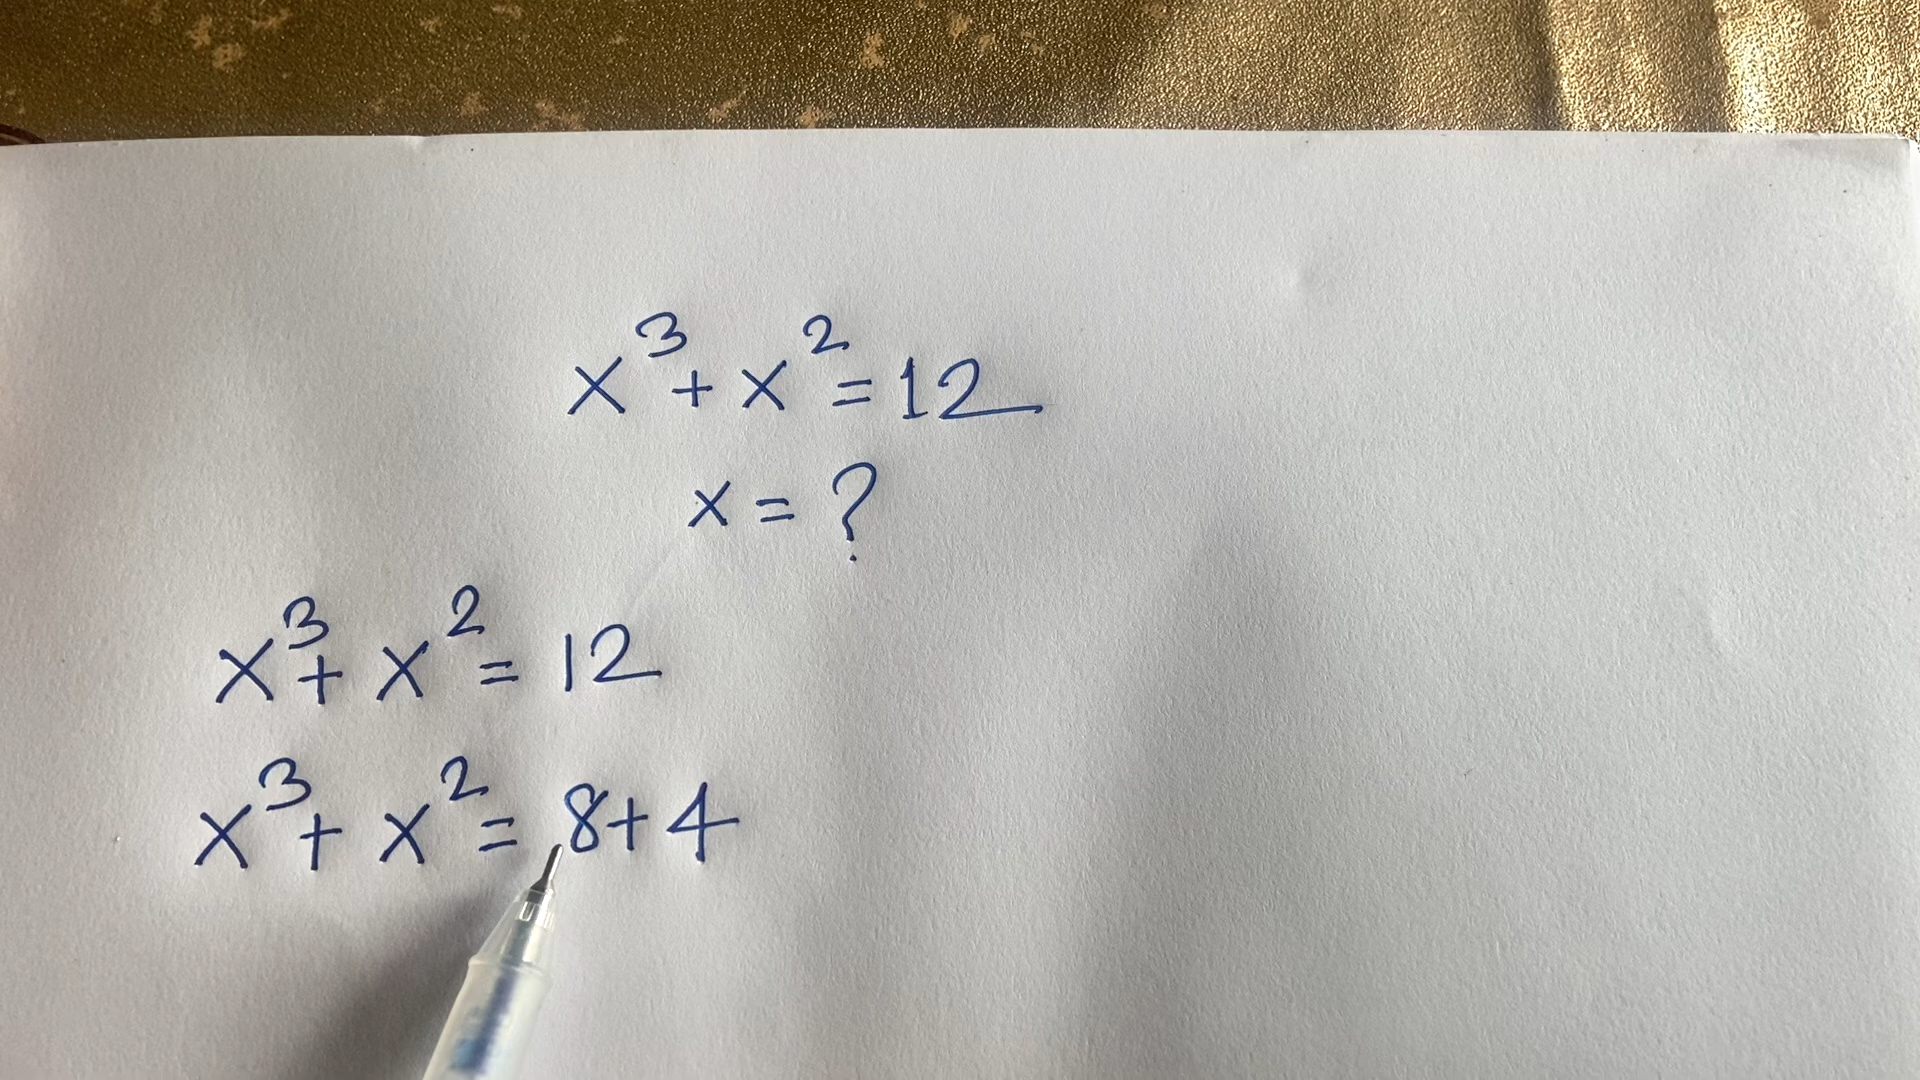 x³ + x² = 12
x = ?
x³ + x² = 12
x³ + x² = 8 + 4